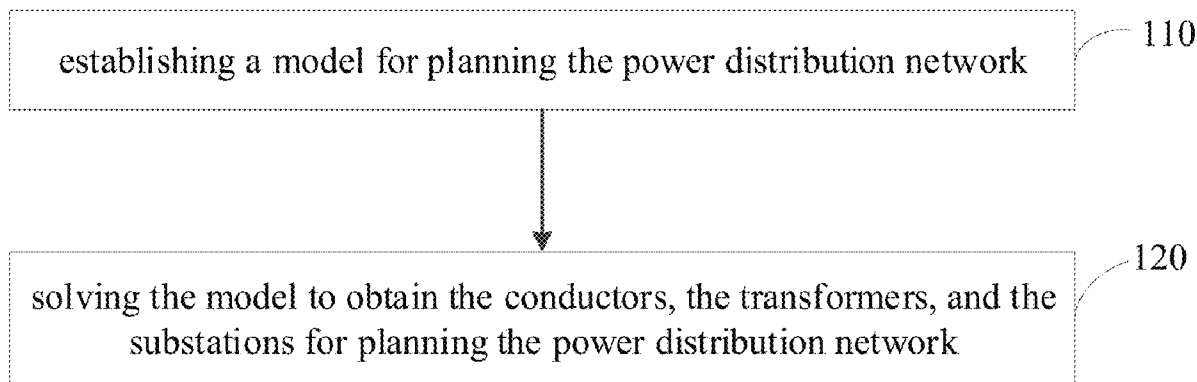 establishing a model for planning the power distribution network
110
solving the model to obtain the conductors, the transformers, and the
substations for planning the power distribution network
120